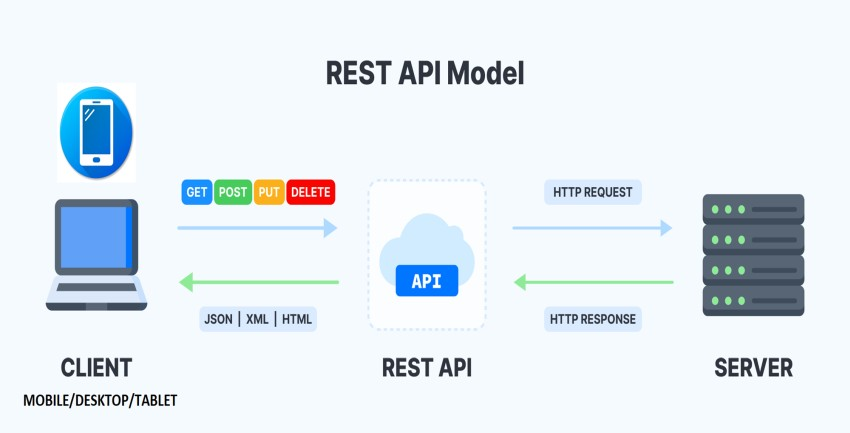 REST API Model
GET POST PUT DELETE
HTTP REQUEST
API
JSON | XML | HTML
HTTP RESPONSE
CLIENT
REST API
SERVER
MOBILE/DESKTOP/TABLET